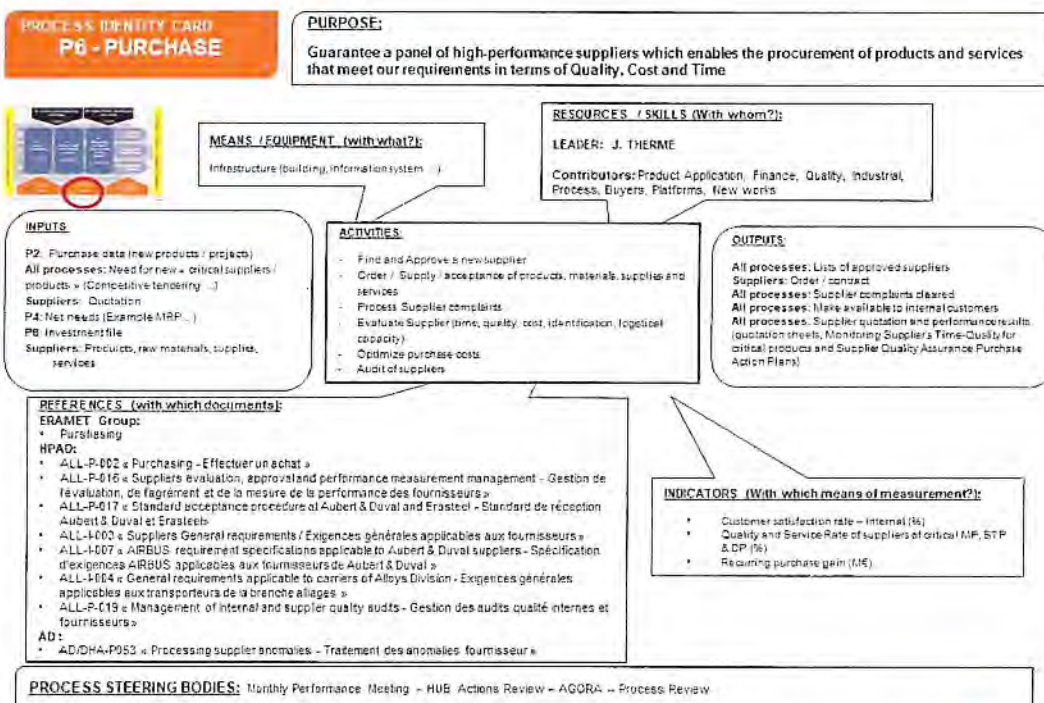 PROCESS IDENTITY CARD
P6 - PURCHASE
PURPOSE:
Guarantee a panel of high-performance suppliers which enables the procurement of products and services
that meet our requirements in terms of Quality, Cost and Time
MEANS / EQUIPMENT (with what?):
Infrastructure (building, information system ...)
RESOURCES / SKILLS (With whom?):
LEADER: J. THERME
Contributors: Product Application, Finance, Quality, Industrial,
Process, Buyers, Platforms, New works
INPUTS
P2: Purchase data (new products / projects)
All processes: Need for new « critical suppliers /
products » (Competitive tendering ...)
Suppliers: Quotation
P4: Net needs (Example MRP...)
P8: Investment file
Suppliers: Products, raw materials, supplies,
services
ACTIVITIES:
- Find and Approve a new supplier
- Order / Supply / acceptance of products, materials, supplies and
services
- Process Supplier complaints
- Evaluate Supplier (time, quality, cost, identification, logistical
capacity)
- Optimize purchase costs
- Audit of suppliers
OUTPUTS:
All processes: Lists of approved suppliers
Suppliers: Order / contract
All processes: Supplier complaints cleared
All processes: Make available to internal customers
All processes: Supplier quotation and performance results
(quotation sheets, Monitoring Suppliers Time-Quality for
critical products and Supplier Quality Assurance Purchase
Action Plans)
REFERENCES (with which documents):
ERAMET Group:
• Purshasing
HPAD:
• ALL-P-002 « Purchasing - Effectuer un achat »
• ALL-P-016 « Suppliers evaluation, approval and performance measurement management - Gestion de
l'évaluation, de l'agrément et de la mesure de la performance des fournisseurs »
• ALL-P-017 « Standard acceptance procedure at Aubert & Duval and Erasteel - Standard de réception
Aubert & Duval et Erasteel»
• ALL-I-003 « Suppliers General requirements / Exigences générales applicables aux fournisseurs »
• ALL-I-007 « AIRBUS requirement specifications applicable to Aubert & Duval suppliers - Spécification
d'exigences AIRBUS applicables aux fournisseurs de Aubert & Duval »
• ALL-I-004 « General requirements applicable to carriers of Alloys Division - Exigences générales
applicables aux transporteurs de la branche alliages »
• ALL-P-019 « Management of internal and supplier quality audits - Gestion des audits qualité internes et
fournisseurs »
AD:
• AD/DHA-P053 « Processing supplier anomalies - Traitement des anomalies fournisseur »
INDICATORS (With which means of measurement?):
• Customer satisfaction rate – Internal (%)
• Quality and Service Rate of suppliers of critical MP, STP
& DP (%)
• Recurring purchase gain (M€)
PROCESS STEERING BODIES: Monthly Performance Meeting – HUB Actions Review – AGORA – Process Review